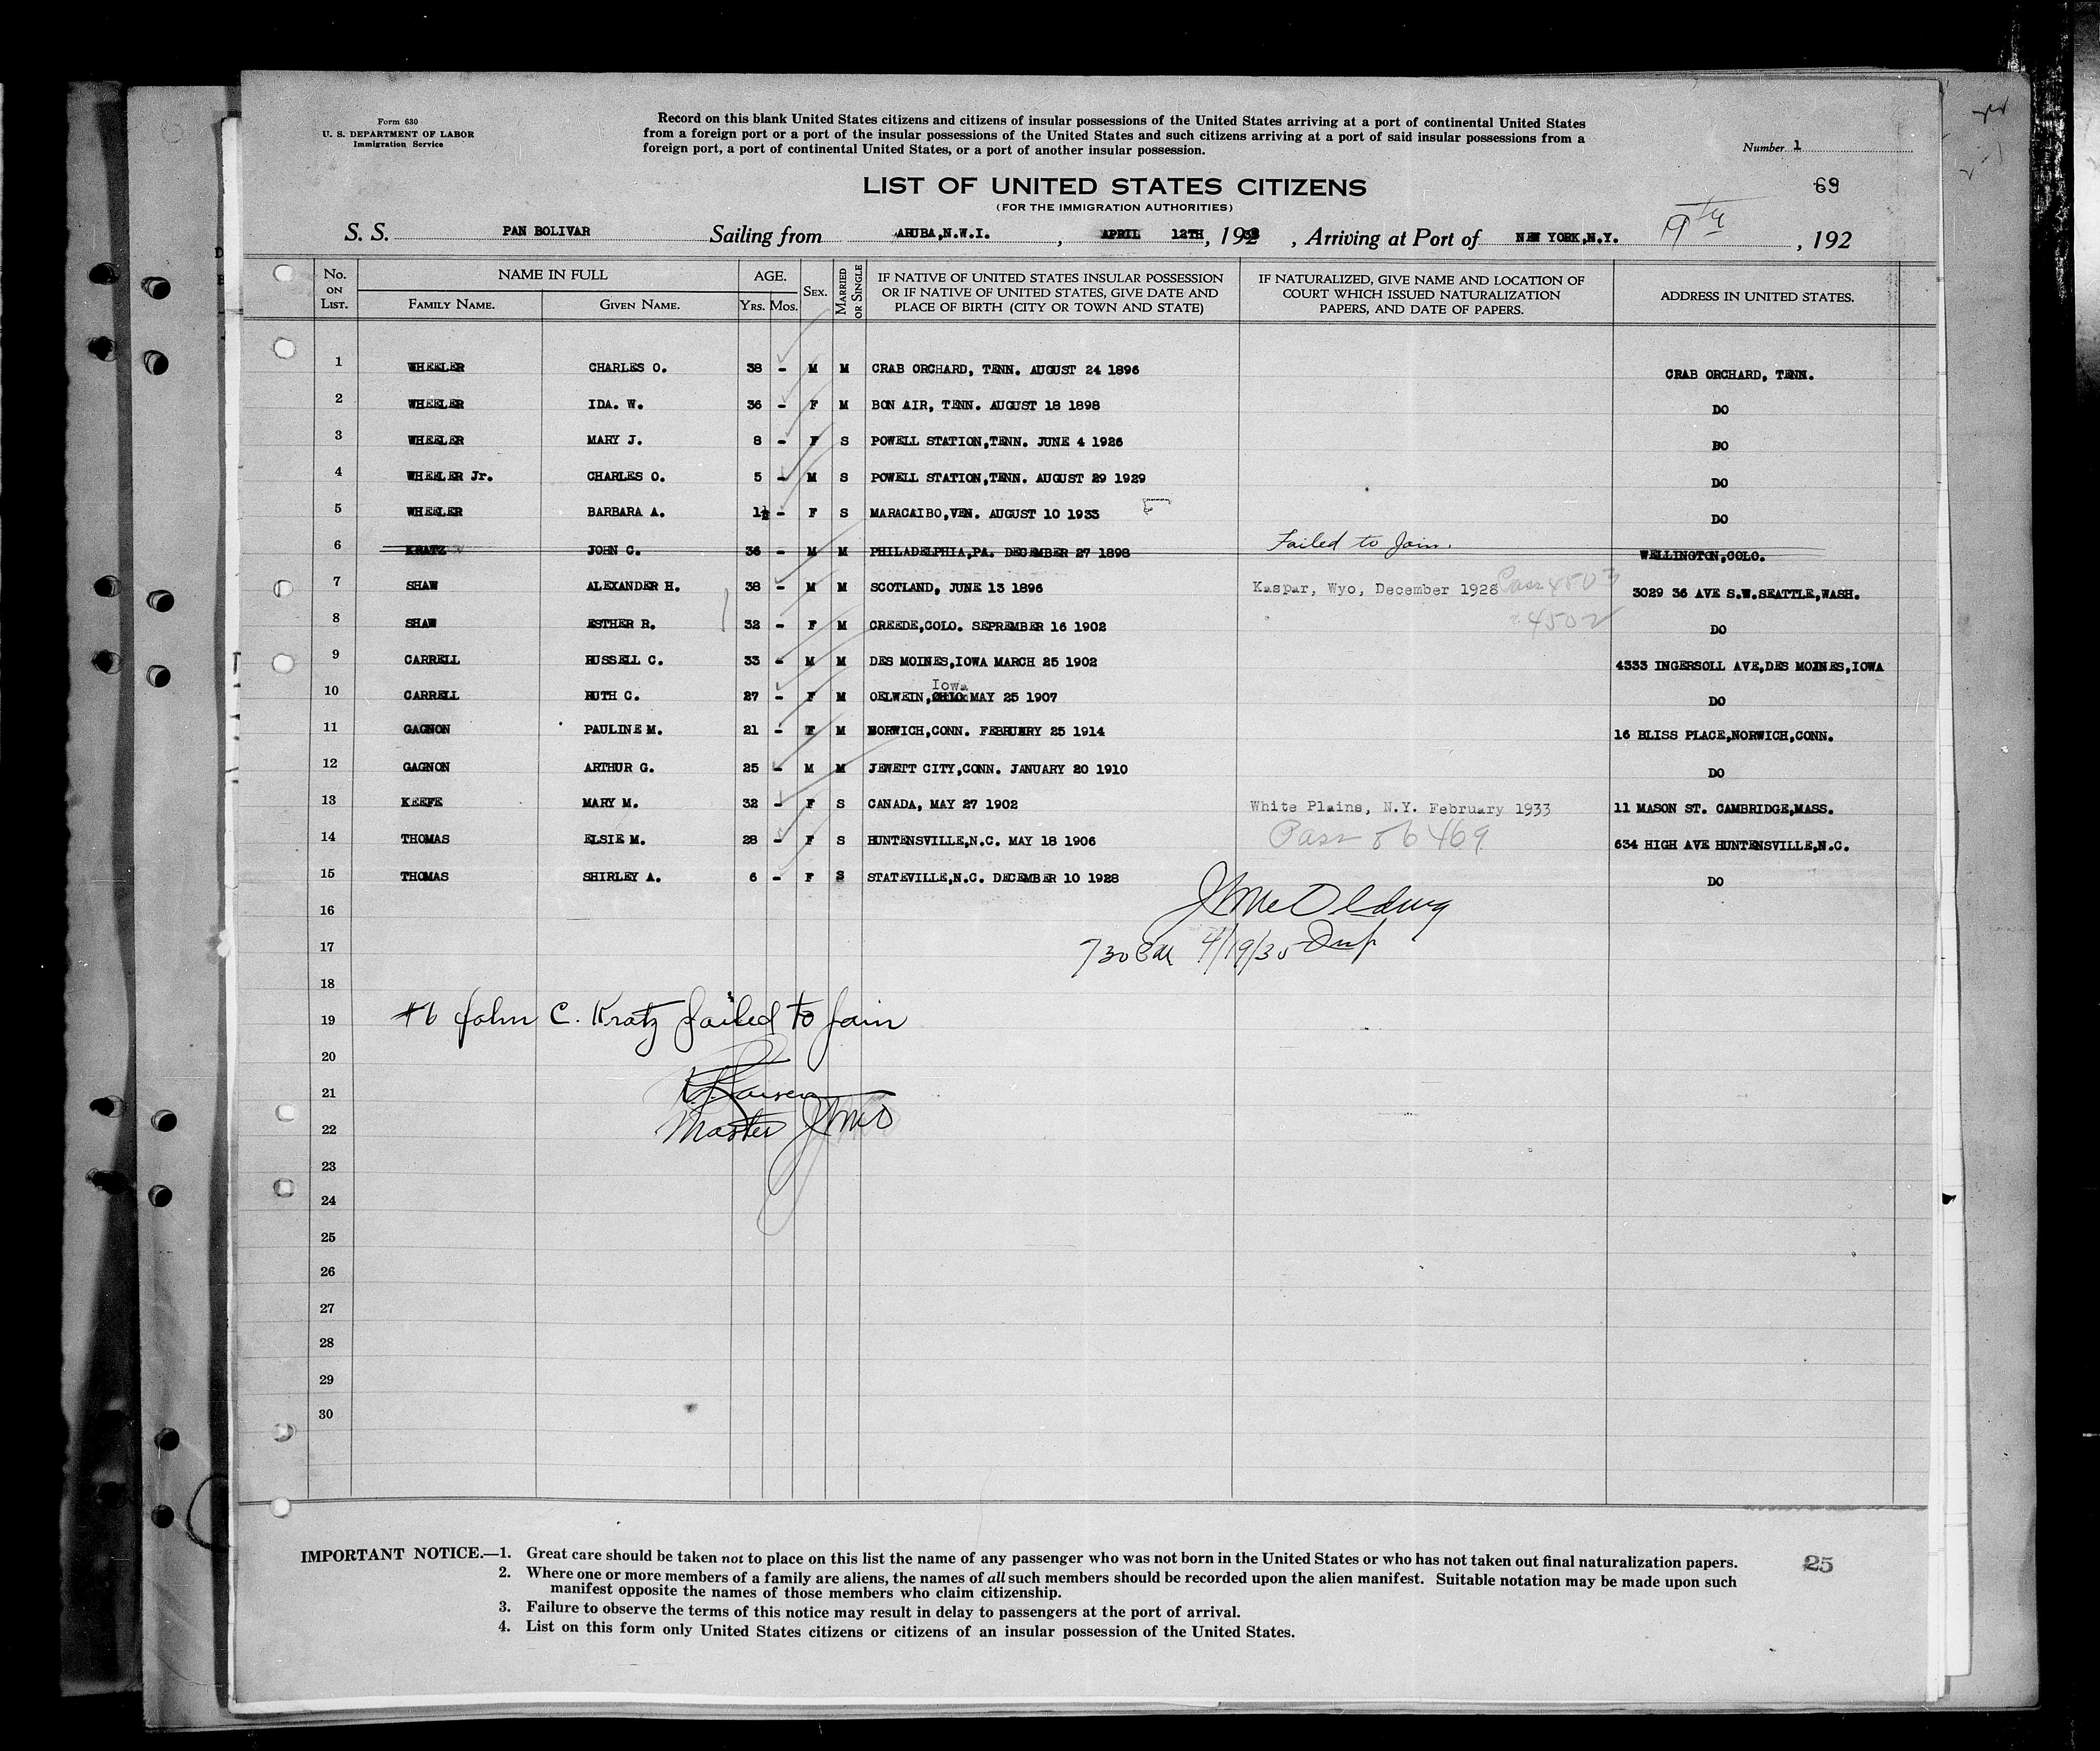 Form 630
U. S. DEPARTMENT OF LABOR
Immigration Service
Record on this blank United States citizens and citizens of insular possessions of the United States arriving at a port of continental United States
from a foreign port or a port of the insular possessions of the United States and such citizens arriving at a port of said insular possessions from a
foreign port, a port of continental United States, or a port of another insular possession.
Number 1
69
LIST OF UNITED STATES CITIZENS
(FOR THE IMMIGRATION AUTHORITIES)
S. S. PAN BOLIVAR Sailing from ARUBA,N.W.I. , APRIL 12TH, 19 , Arriving at Port of NEW YORK,N.Y. 19th , 192
No. ON LIST. NAME IN FULL FAMILY NAME. GIVEN NAME. AGE. YRS. MOS. SEX. MARRIED OR SINGLE IF NATIVE OF UNITED STATES INSULAR POSSESSION OR IF NATIVE OF UNITED STATES, GIVE DATE AND PLACE OF BIRTH (CITY OR TOWN AND STATE) IF NATURALIZED, GIVE NAME AND LOCATION OF COURT WHICH ISSUED NATURALIZATION PAPERS, AND DATE OF PAPERS. ADDRESS IN UNITED STATES.
1 WHEELER CHARLES O. 38 - M M CRAB ORCHARD, TENN. AUGUST 24 1896 CRAB ORCHARD, TENN.
2 WHEELER IDA. W. 36 - F M BON AIR, TENN. AUGUST 18 1898 DO
3 WHEELER MARY J. 8 - F S POWELL STATION,TENN. JUNE 4 1926 DO
4 WHEELER Jr. CHARLES O. 5 - M S POWELL STATION,TENN. AUGUST 29 1929 DO
5 WHEELER BARBARA A. 1½ - F S MARACAIBO,VEN. AUGUST 10 1933 DO
6 KRATZ JOHN C. 36 - M M PHILADELPHIA,PA. DECEMBER 27 1898 Failed to Join. WELLINGTON,COLO.
7 SHAW ALEXANDER H. 38 - M M SCOTLAND, JUNE 13 1896 Kaspar, Wyo, December 1928 Pass 4503 3029 36 AVE S.W.SEATTLE,WASH.
8 SHAW ESTHER R. 32 - F M CREEDE,COLO. SEPREMBER 16 1902 4502 DO
9 CARRELL RUSSELL C. 33 - M M DES MOINES,IOWA MARCH 25 1902 4333 INGERSOLL AVE,DES MOINES,IOWA
10 CARRELL RUTH C. 27 - F M OELWEIN, OHIO Iowa MAY 25 1907 DO
11 GAGNON PAULINE M. 21 - F M NORWICH,CONN. FEBRUARY 25 1914 16 BLISS PLACE,NORWICH,CONN.
12 GAGNON ARTHUR G. 25 - M M JEWETT CITY,CONN. JANUARY 20 1910 DO
13 KEEFE MARY M. 32 - F S CANADA, MAY 27 1902 White Plains, N.Y. February 1933 11 MASON ST. CAMBRIDGE,MASS.
14 THOMAS ELSIE M. 28 - F S HUNTENSVILLE,N.C. MAY 18 1906 Pass 86469 634 HIGH AVE HUNTENSVILLE,N.C.
15 THOMAS SHIRLEY A. 6 - F S STATEVILLE,N.C. DECEMBER 10 1928 DO
16
17 4/19/35 Insp
18
19 #6 John C. Kratz failed to join
20
21
22 Master
23
24
25
26
27
28
29
30
IMPORTANT NOTICE.—1. Great care should be taken not to place on this list the name of any passenger who was not born in the United States or who has not taken out final naturalization papers.
2. Where one or more members of a family are aliens, the names of all such members should be recorded upon the alien manifest. Suitable notation may be made upon such
manifest opposite the names of those members who claim citizenship.
3. Failure to observe the terms of this notice may result in delay to passengers at the port of arrival.
4. List on this form only United States citizens or citizens of an insular possession of the United States.
25